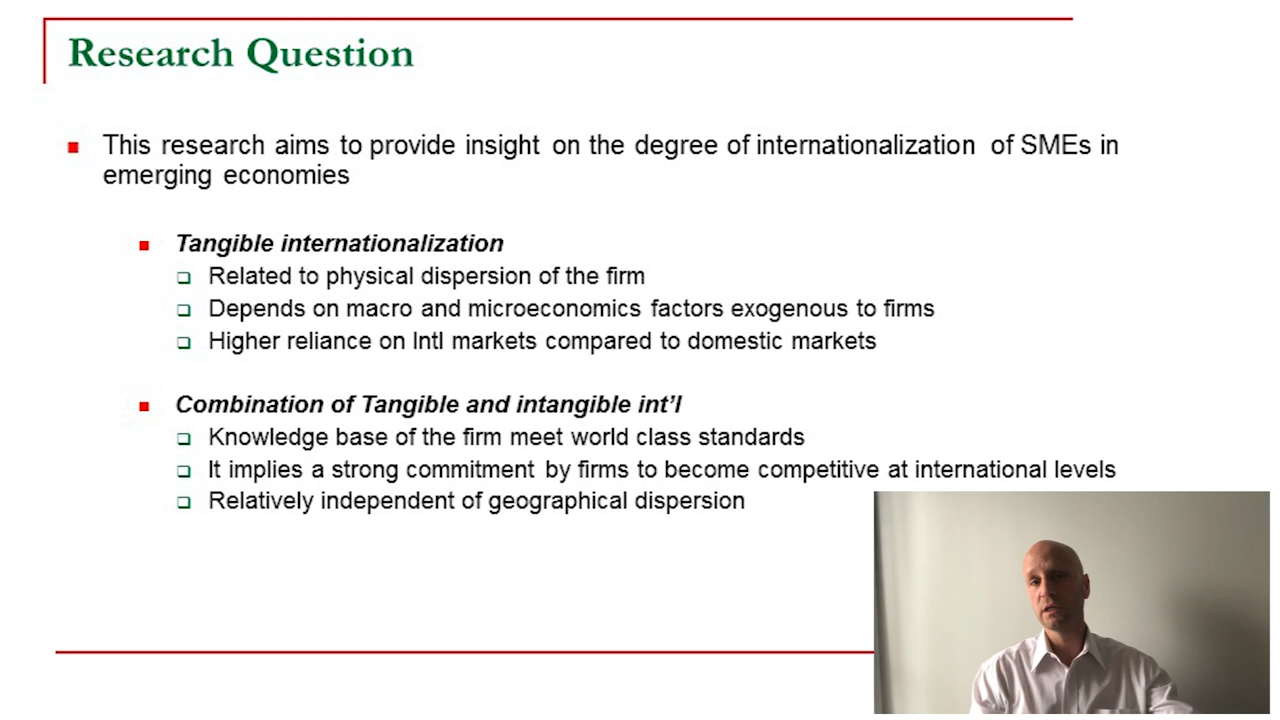 Research Question
This research aims to provide insight on the degree of internationalization of SMEs in
emerging economies
Tangible internationalization
Related to physical dispersion of the firm
Depends on macro and microeconomics factors exogenous to firms
Higher reliance on Intl markets compared to domestic markets
Combination of Tangible and intangible int'l
Knowledge base of the firm meet world class standards
It implies a strong commitment by firms to become competitive at international levels
Relatively independent of geographical dispersion